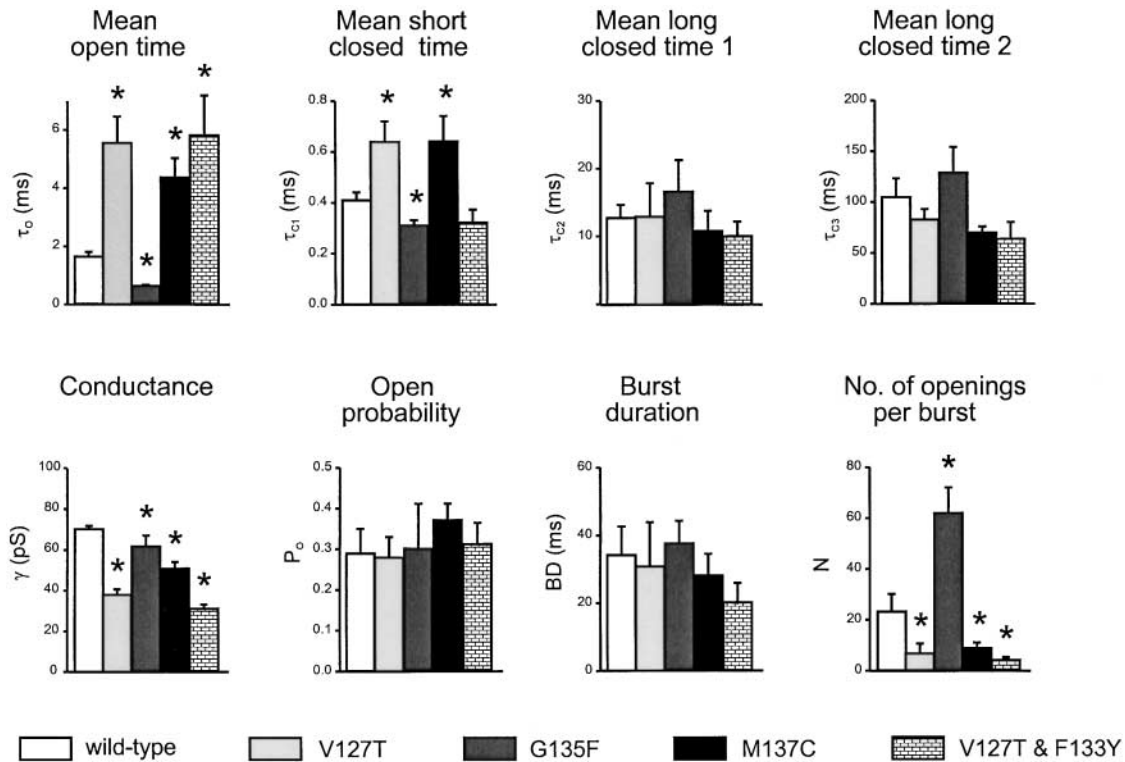 Mean
open time
Mean short
closed time
Mean long
closed time 1
Mean long
closed time 2
τo (ms)
6
4
2
0
* * * *
τC1 (ms)
0.8
0.6
0.4
0.2
0.0
* * *
τC2 (ms)
30
20
10
τC3 (ms)
200
150
100
50
0
Conductance
Open
probability
Burst
duration
No. of openings
per burst
γ (pS)
100
80
60
40
20
0
* * * *
Po
0.5
0.4
0.3
0.2
0.1
0.0
BD (ms)
60
40
20
0
N
80
60
40
20
0
* * * *
wild-type V127T G135F M137C V127T & F133Y